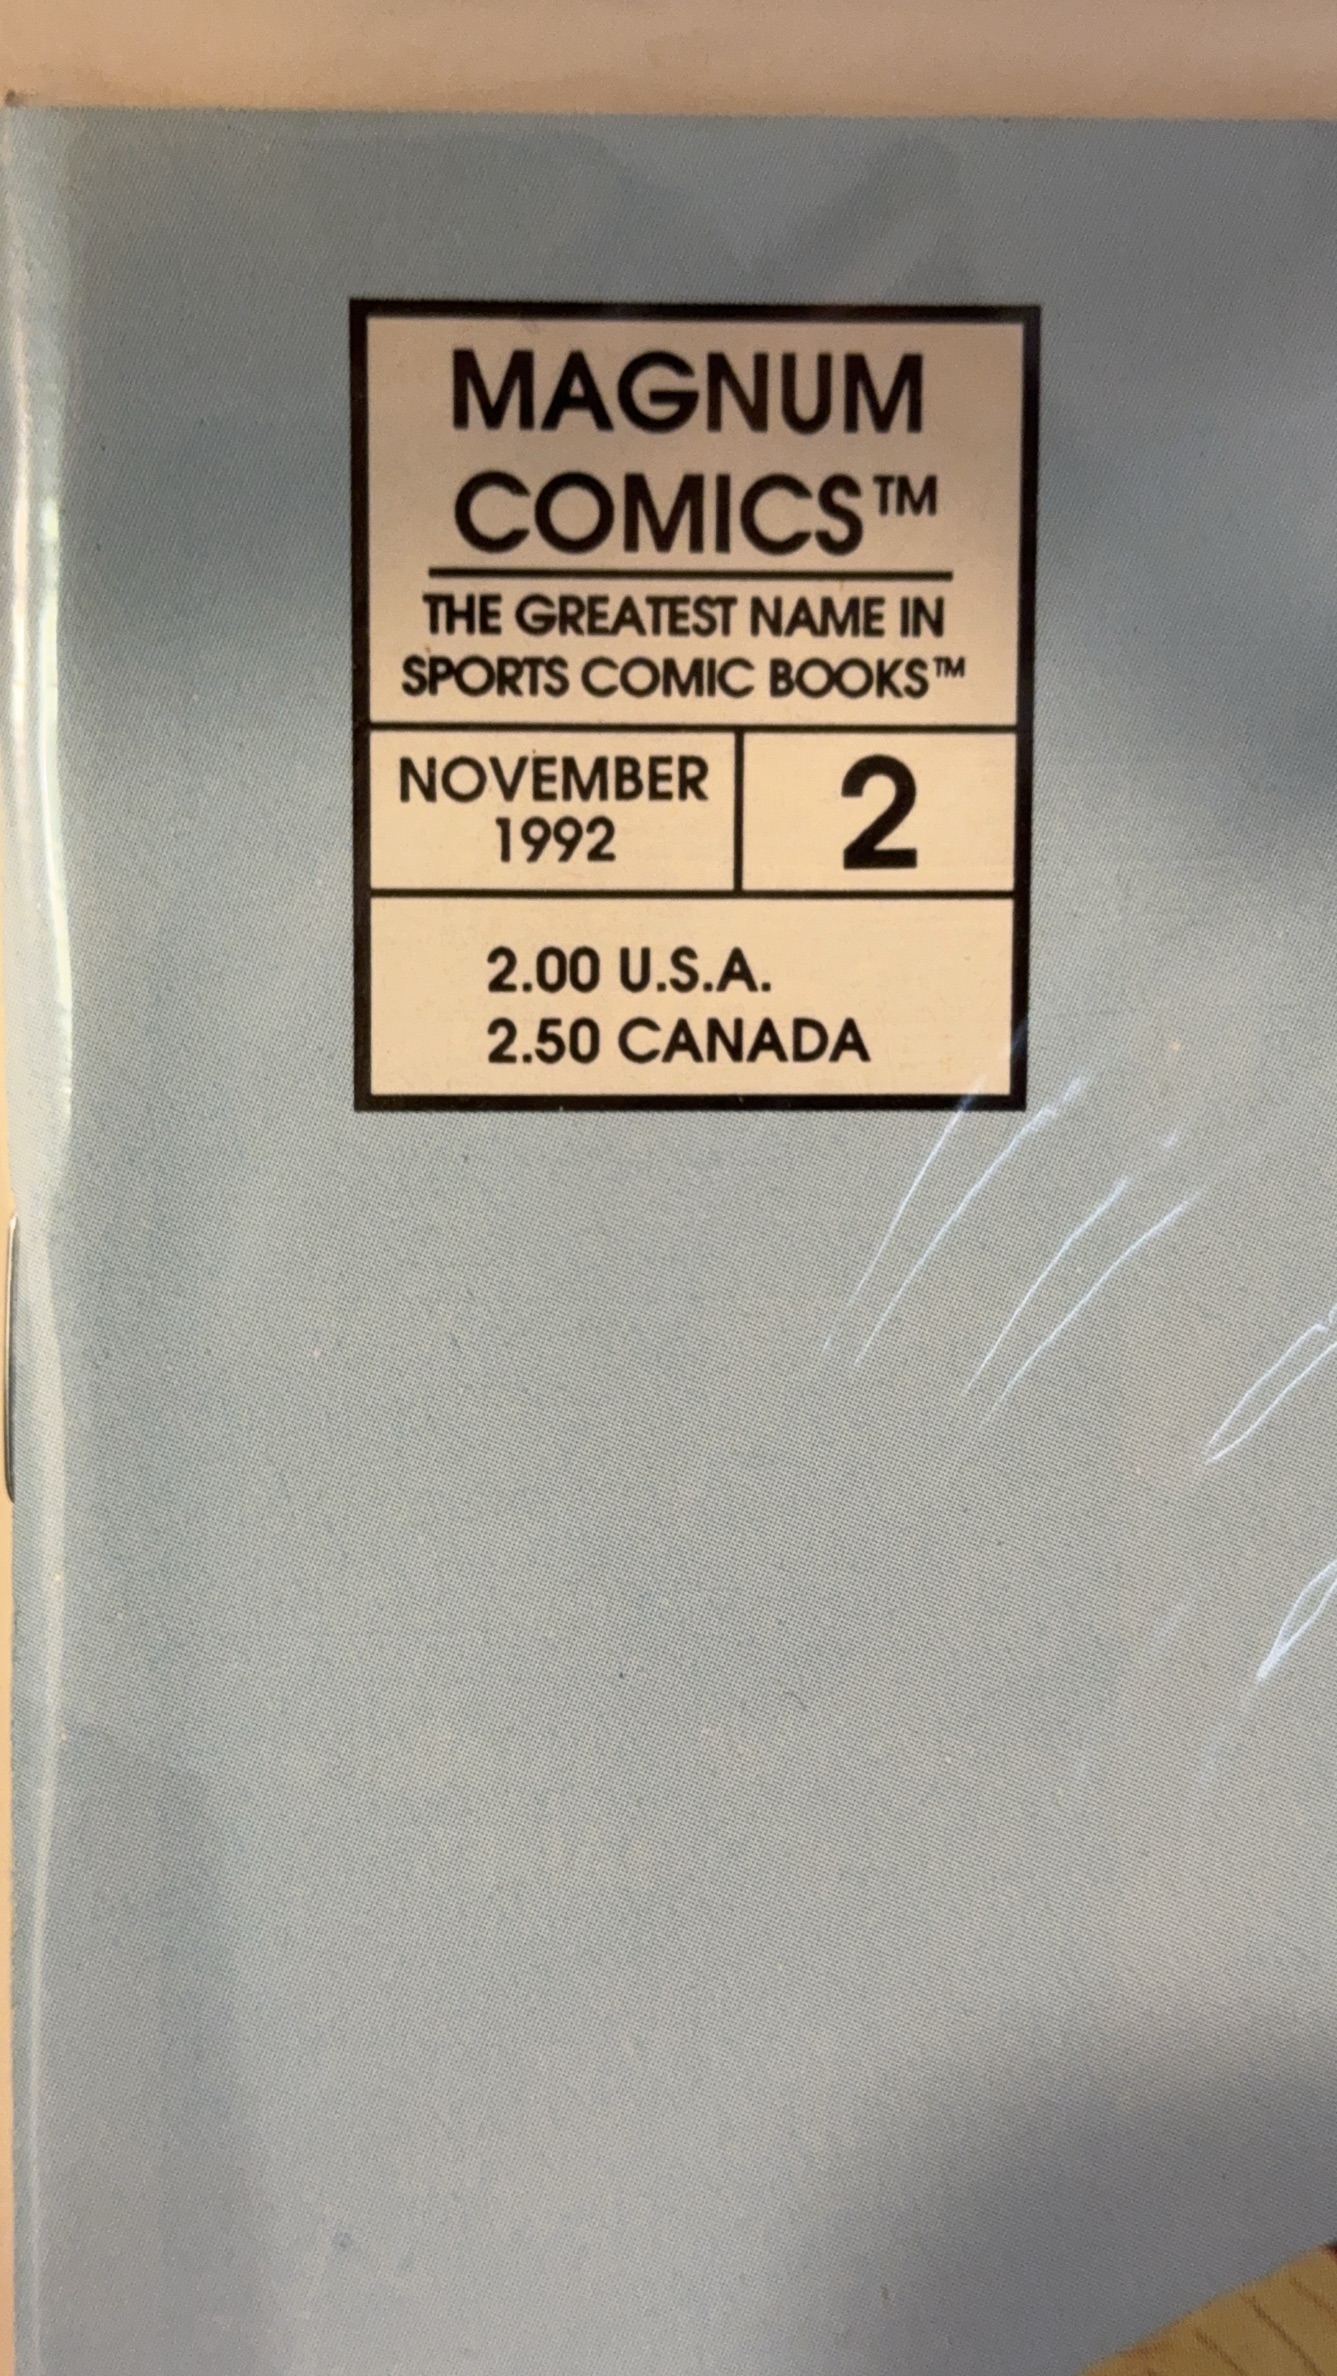 MAGNUM
COMICS™
THE GREATEST NAME IN
SPORTS COMIC BOOKS™
NOVEMBER
1992
2
2.00 U.S.A.
2.50 CANADA